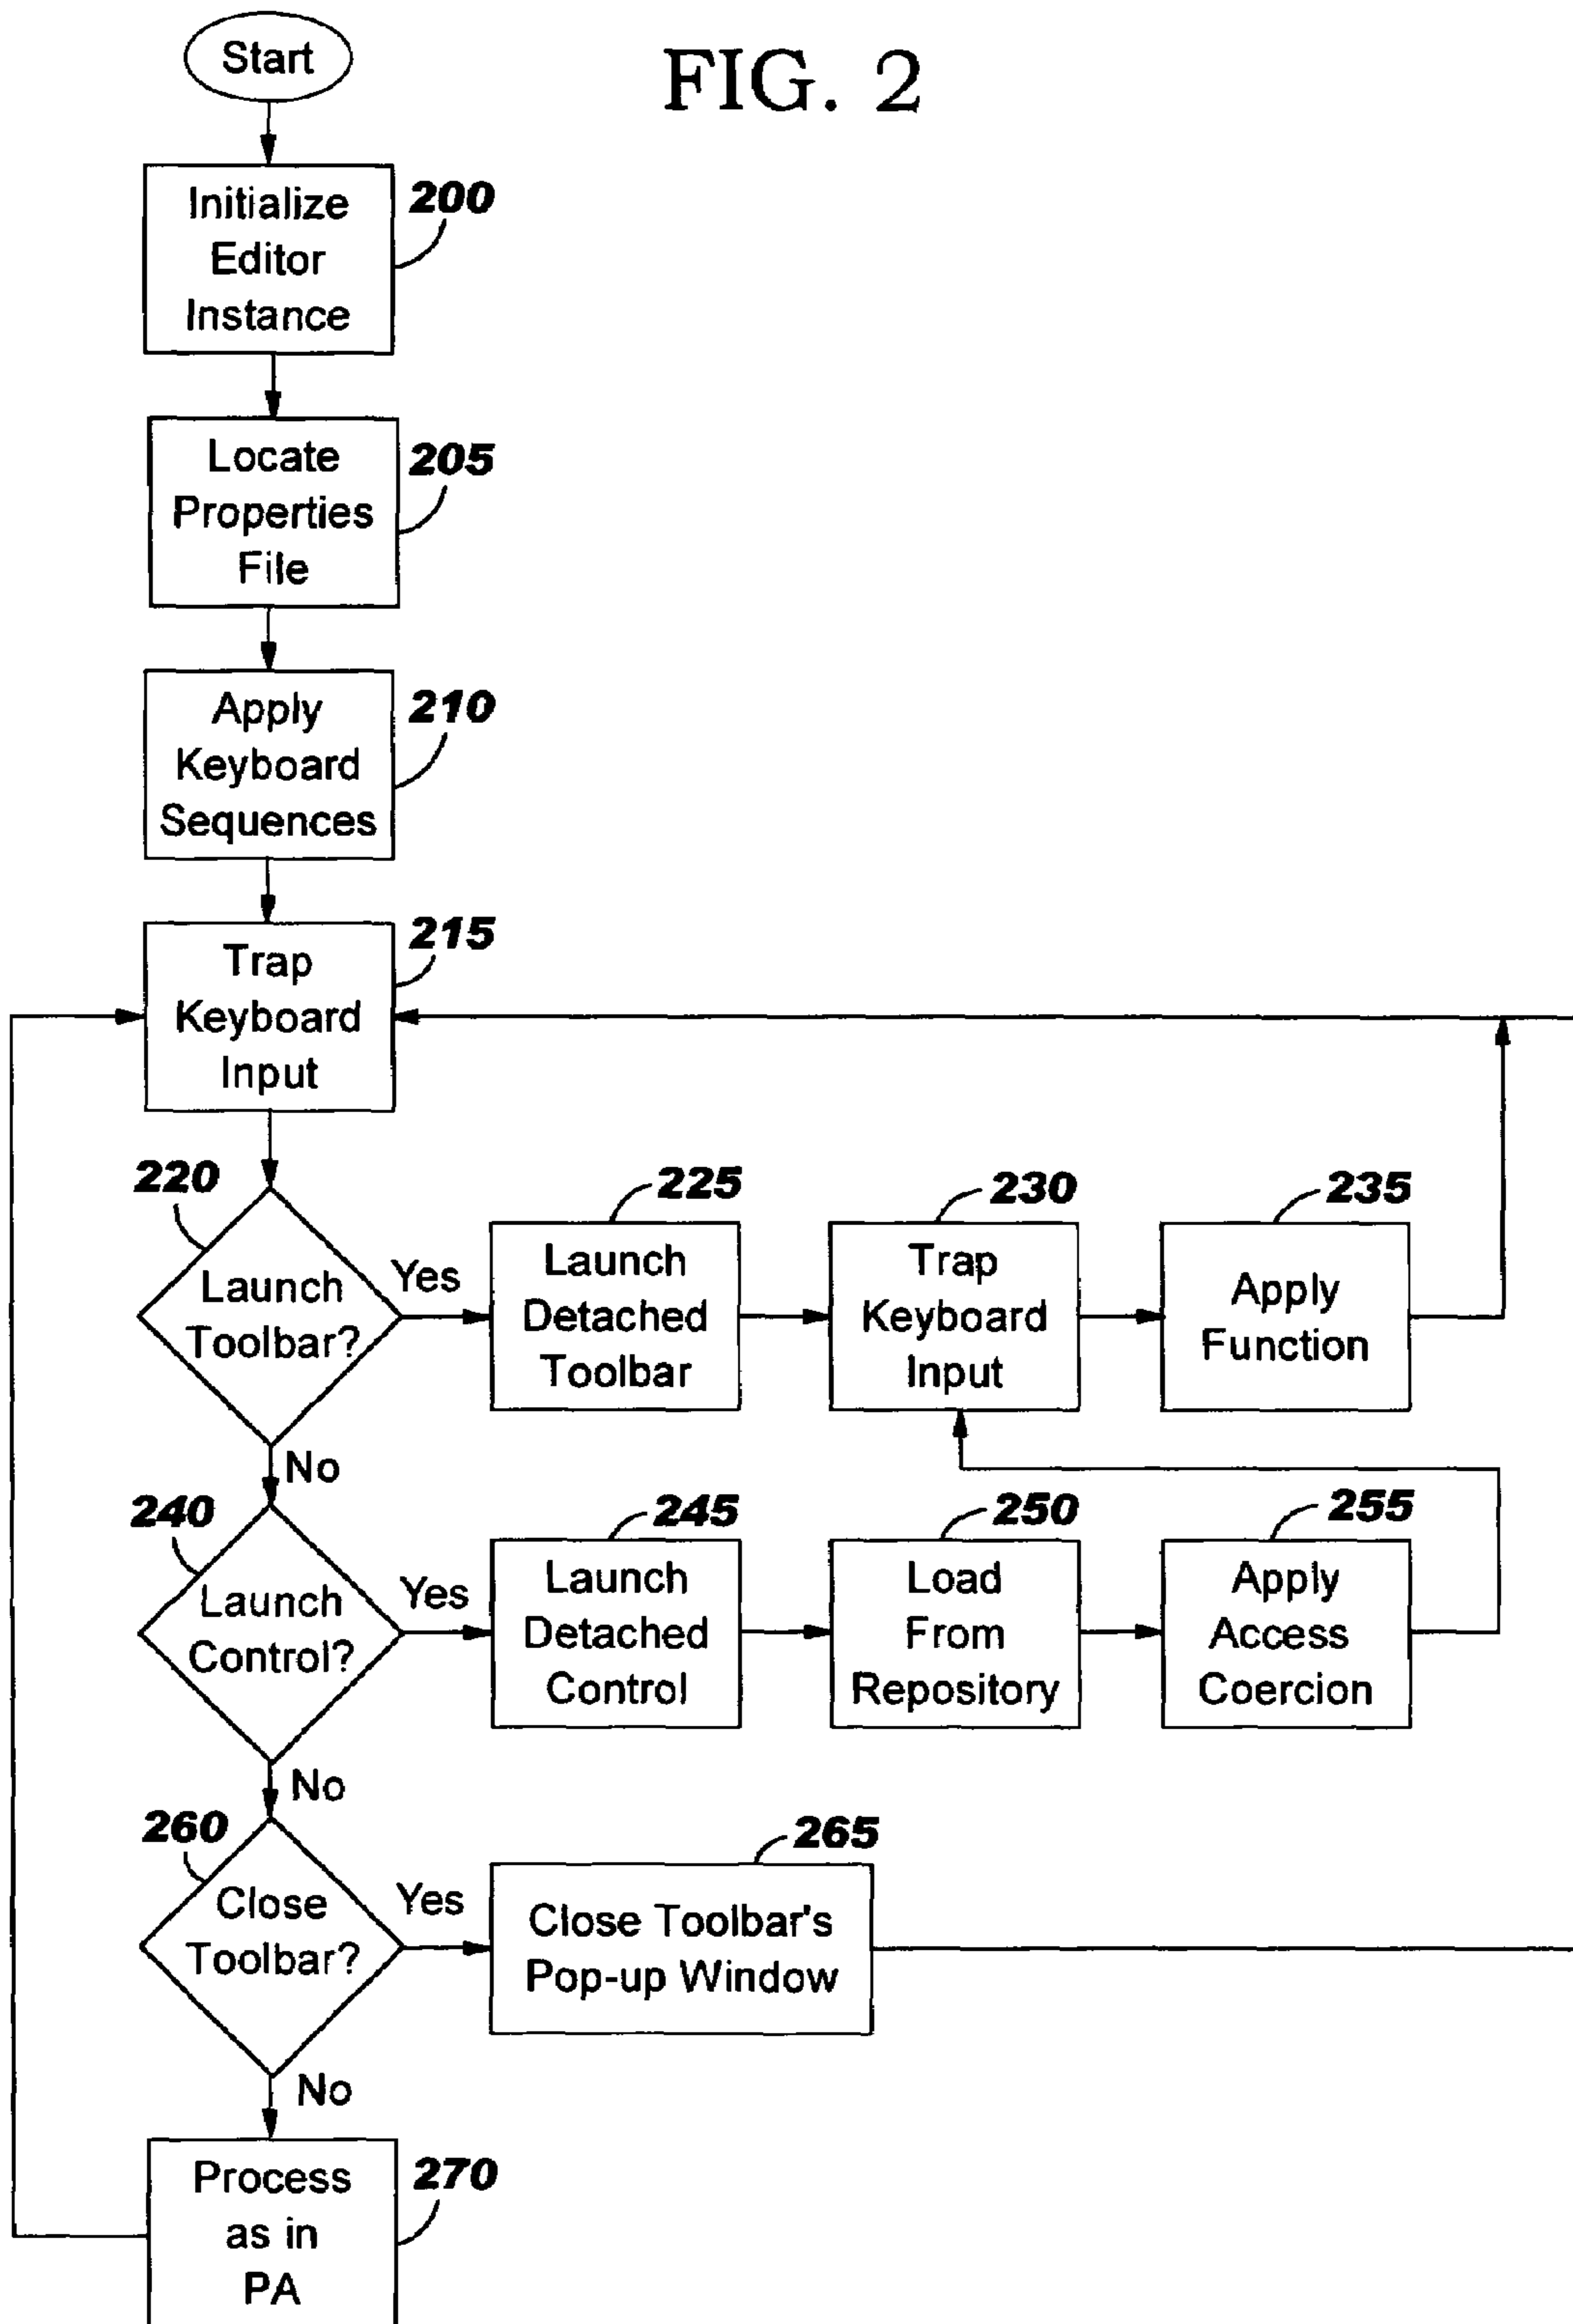 Start
FIG. 2
Initialize
Editor
Instance
200
Locate
Properties
File
205
Apply
Keyboard
Sequences
210
Trap
Keyboard
Input
215
220
Launch
Toolbar?
Yes
225
Launch
Detached
Toolbar
230
Trap
Keyboard
Input
235
Apply
Function
No
240
Launch
Control?
Yes
245
Launch
Detached
Control
250
Load
From
Repository
255
Apply
Access
Coercion
No
260
Close
Toolbar?
Yes
265
Close Toolbar's
Pop-up Window
No
Process
as in
PA
270